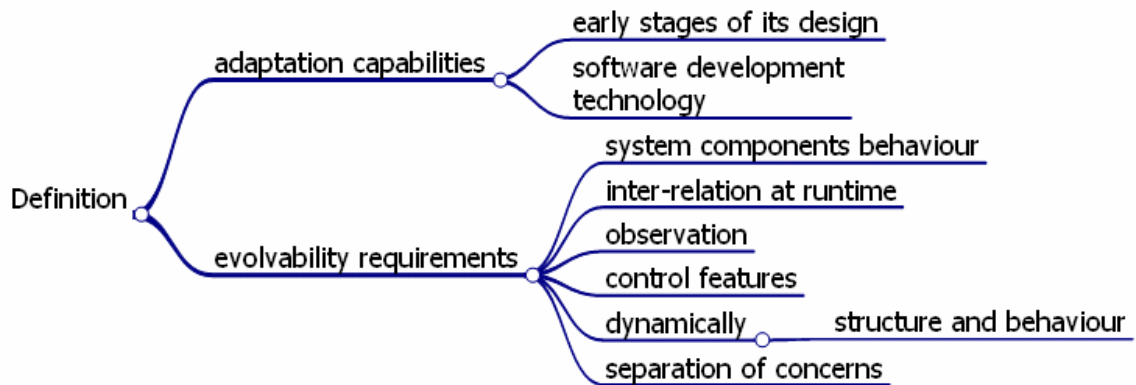 early stages of its design
adaptation capabilities
software development
technology
system components behaviour
Definition
inter-relation at runtime
observation
evolvability requirements
control features
dynamically
structure and behaviour
separation of concerns